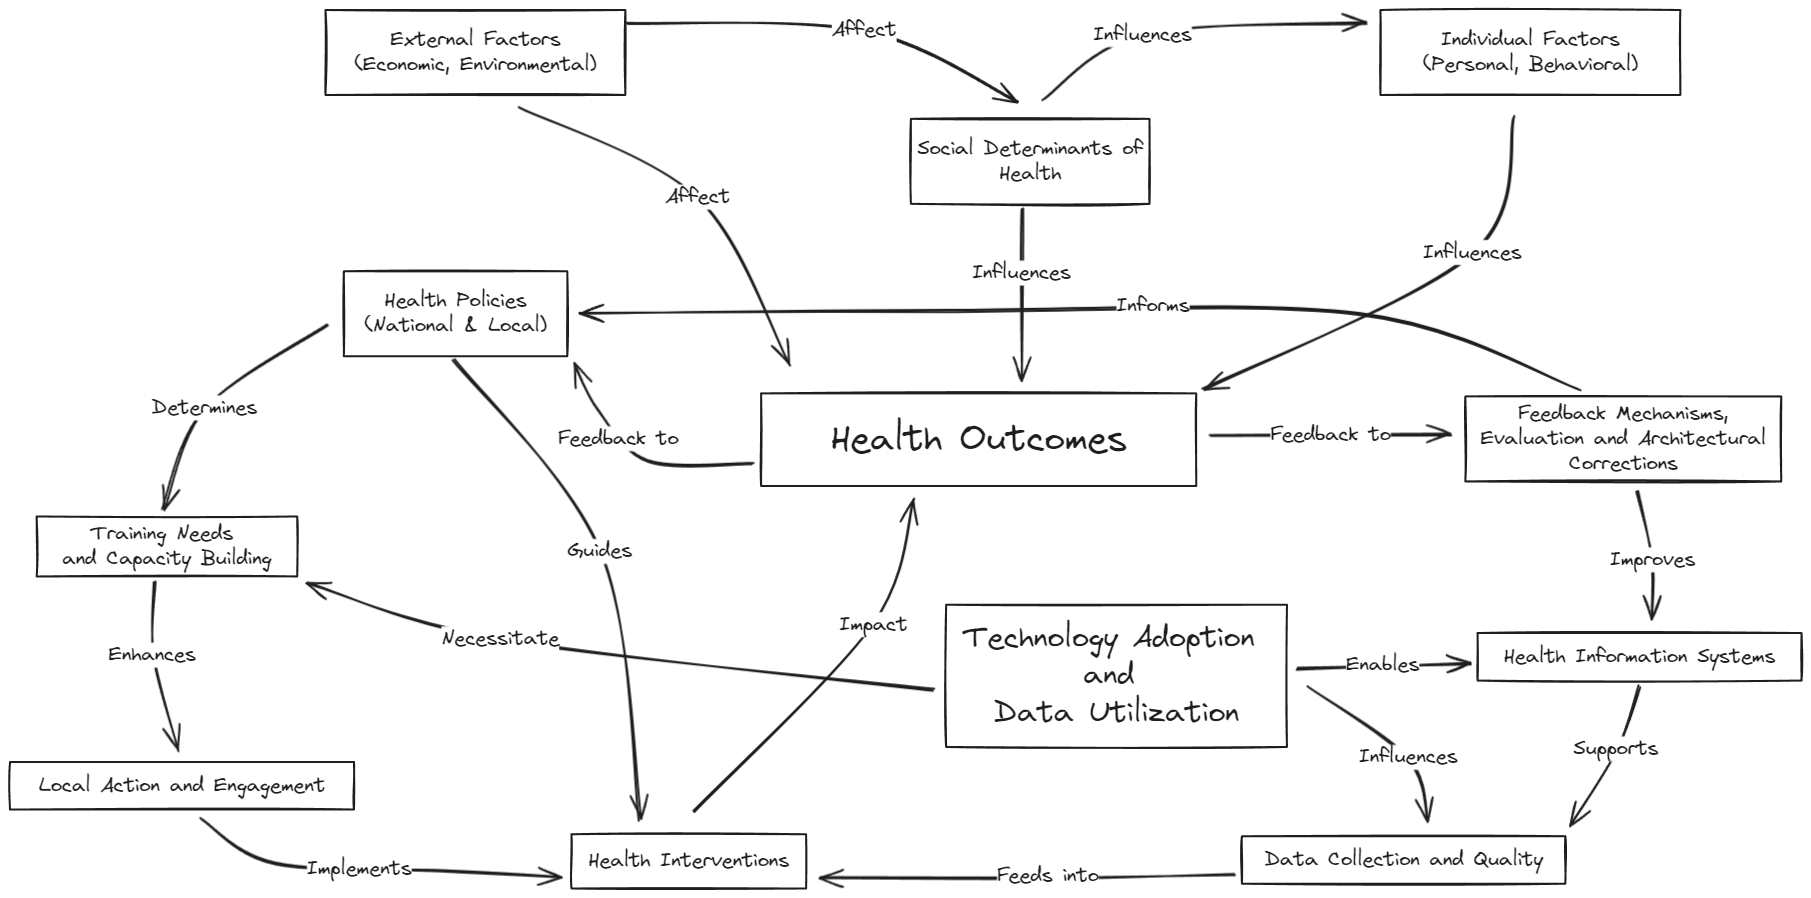 External Factors
(Economic, Environmental)
Affect
Influences
Individual Factors
(Personal, Behavioral)
Social Determinants of
Health
Affect
Influences
Influences
Health Policies
(National & Local)
Informs
Determines
Feedback to
Health Outcomes
Feedback to
Feedback Mechanisms,
Evaluation and Architectural
Corrections
Training Needs
and Capacity Building
Guides
Improves
Impact
Necessitate
Technology Adoption
and
Data Utilization
Enables
Health Information Systems
Enhances
Influences
Supports
Local Action and Engagement
Implements
Health Interventions
Feeds into
Data Collection and Quality